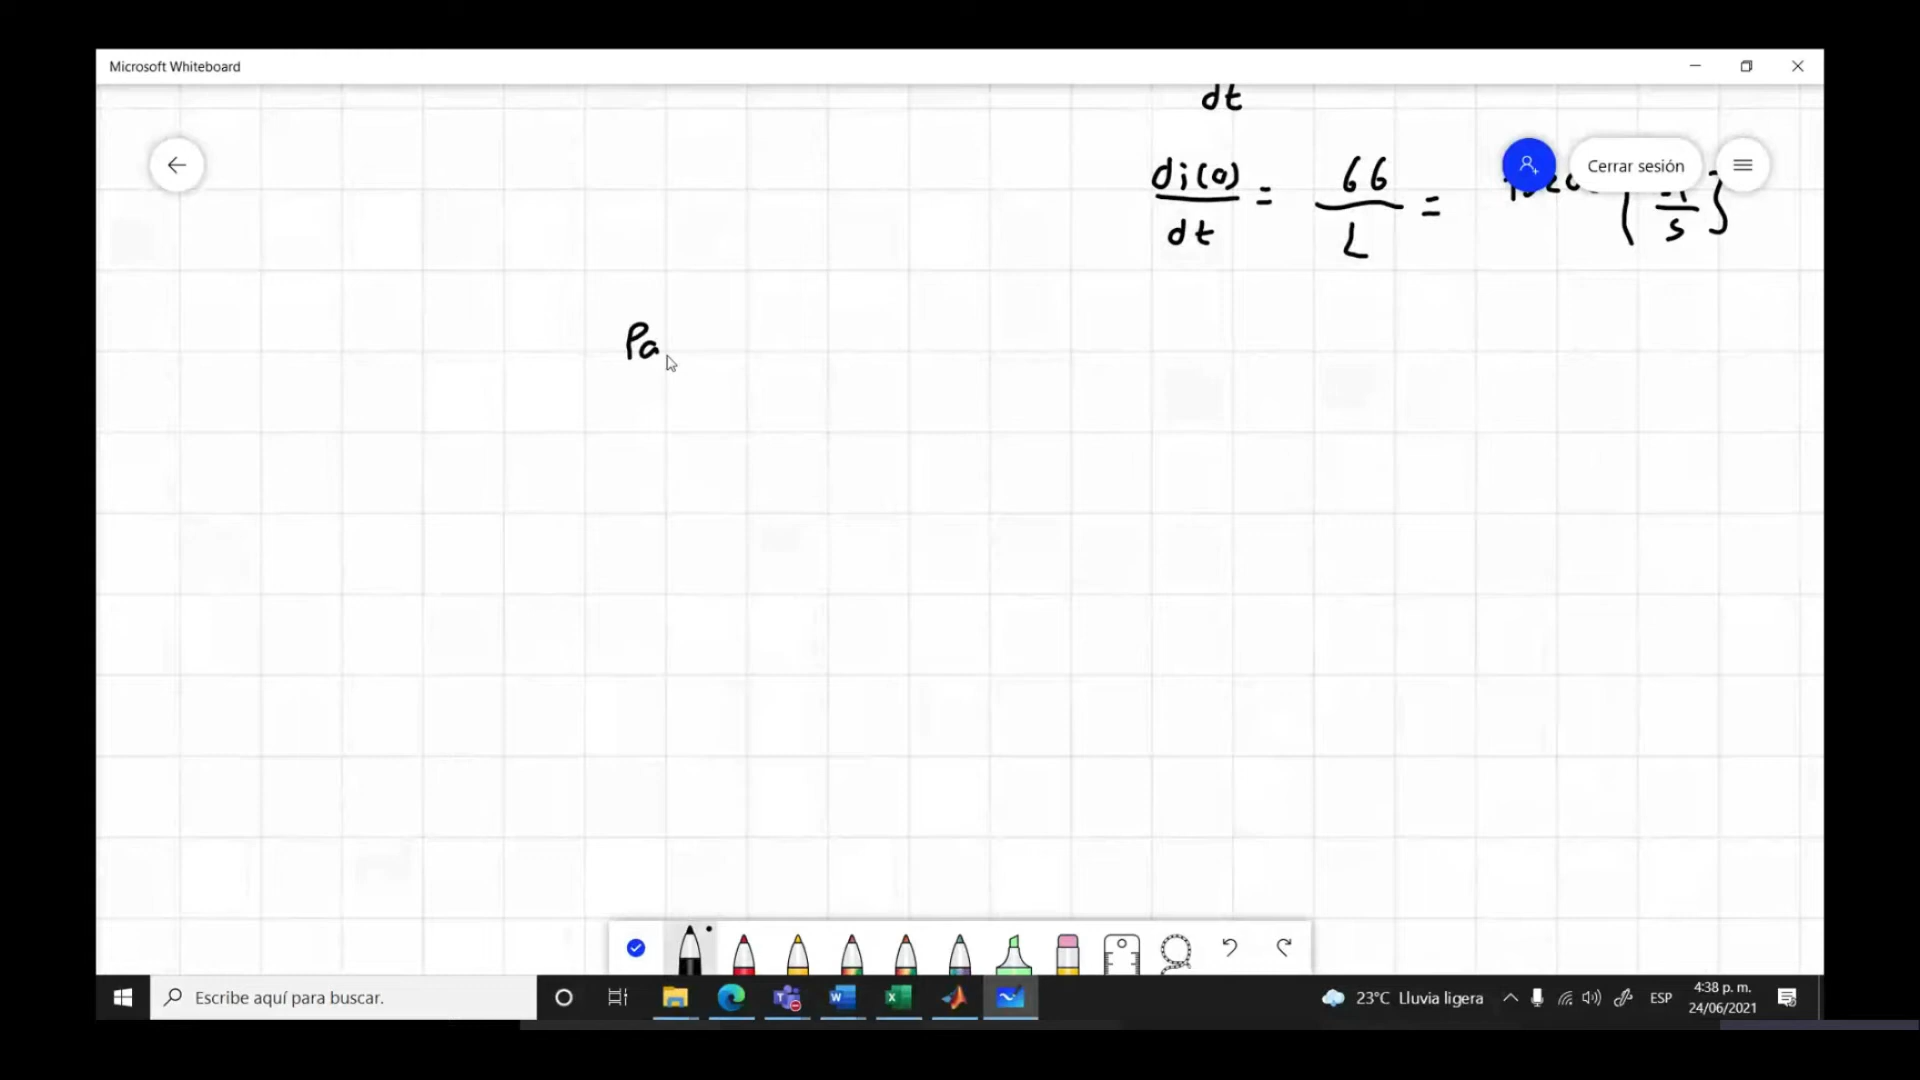 Microsoft Whiteboard
dt
di(0)/dt = 66/L = [A/s]
Cerrar sesión
Pa
Escribe aquí para buscar.
23°C Lluvia ligera
ESP
4:38 p. m.
24/06/2021